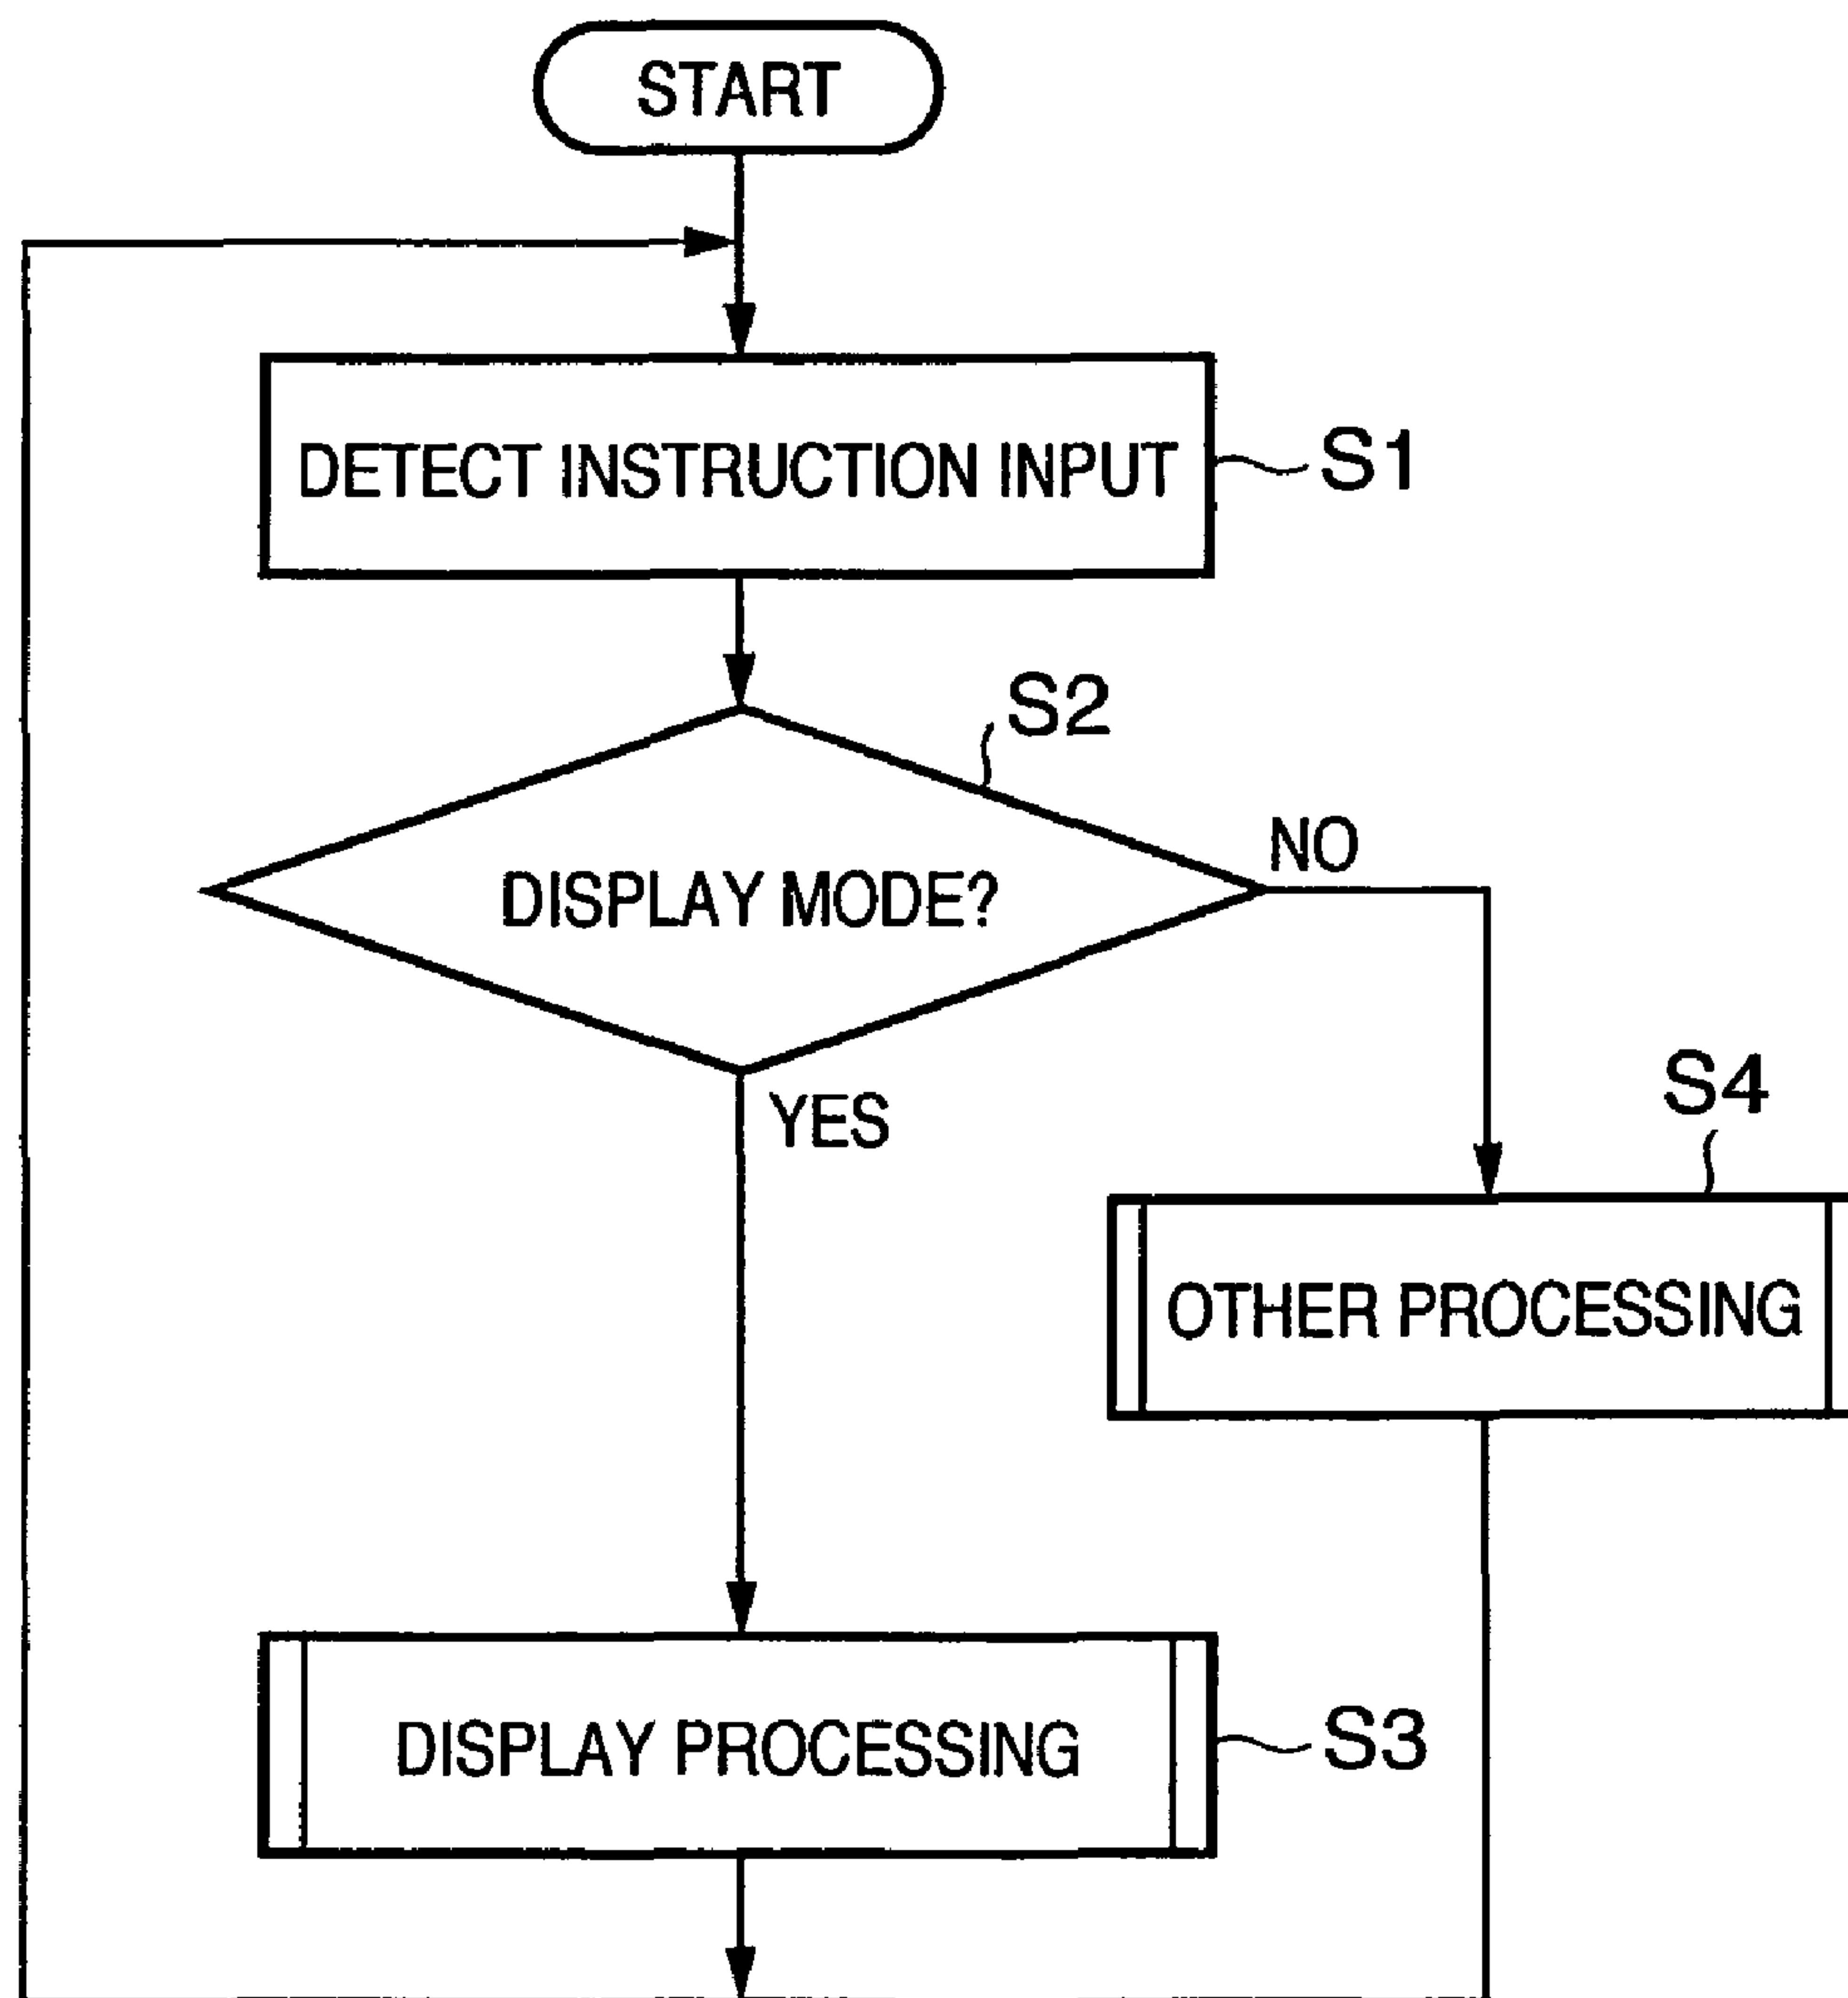 START
DETECT INSTRUCTION INPUT
S1
S2
DISPLAY MODE?
NO
YES
S4
OTHER PROCESSING
DISPLAY PROCESSING
S3